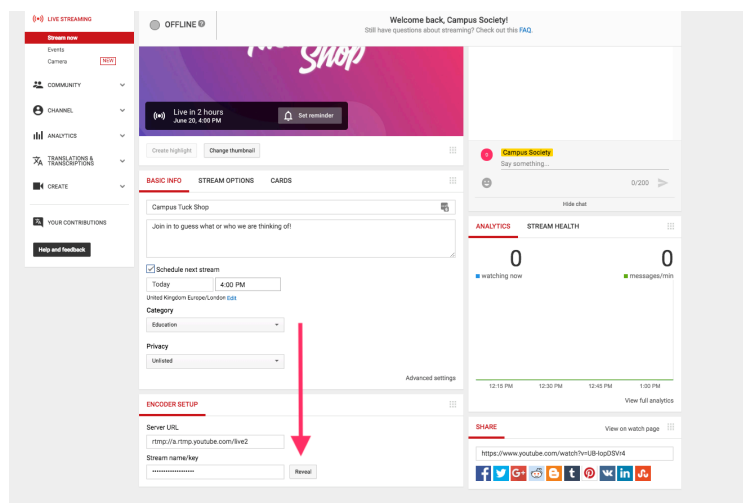 LIVE STREAMING
Stream now
Events
Camera NEW
COMMUNITY
CHANNEL
ANALYTICS
TRANSLATIONS &
TRANSCRIPTIONS
CREATE
YOUR CONTRIBUTIONS
Help and feedback
OFFLINE ?
Welcome back, Campus Society!
Still have questions about streaming? Check out this FAQ.
Shop
Live in 2 hours
June 20, 4:00 PM
Set reminder
Create highlight Change thumbnail
BASIC INFO STREAM OPTIONS CARDS
Campus Tuck Shop
Join in to guess what or who we are thinking of!
Schedule next stream
Today 4:00 PM
United Kingdom Europe/London Edit
Category
Education
Privacy
Unlisted
Advanced settings
ENCODER SETUP
Server URL
rtmp://a.rtmp.youtube.com/live2
Stream name/key
•••••••••••••••••••
Reveal
Campus Society
Say something...
0/200
Hide chat
ANALYTICS STREAM HEALTH
0 0
watching now messages/min
12:15 PM 12:30 PM 12:45 PM 1:00 PM
View full analytics
SHARE View on watch page
https://www.youtube.com/watch?v=U8-lopDSVr4